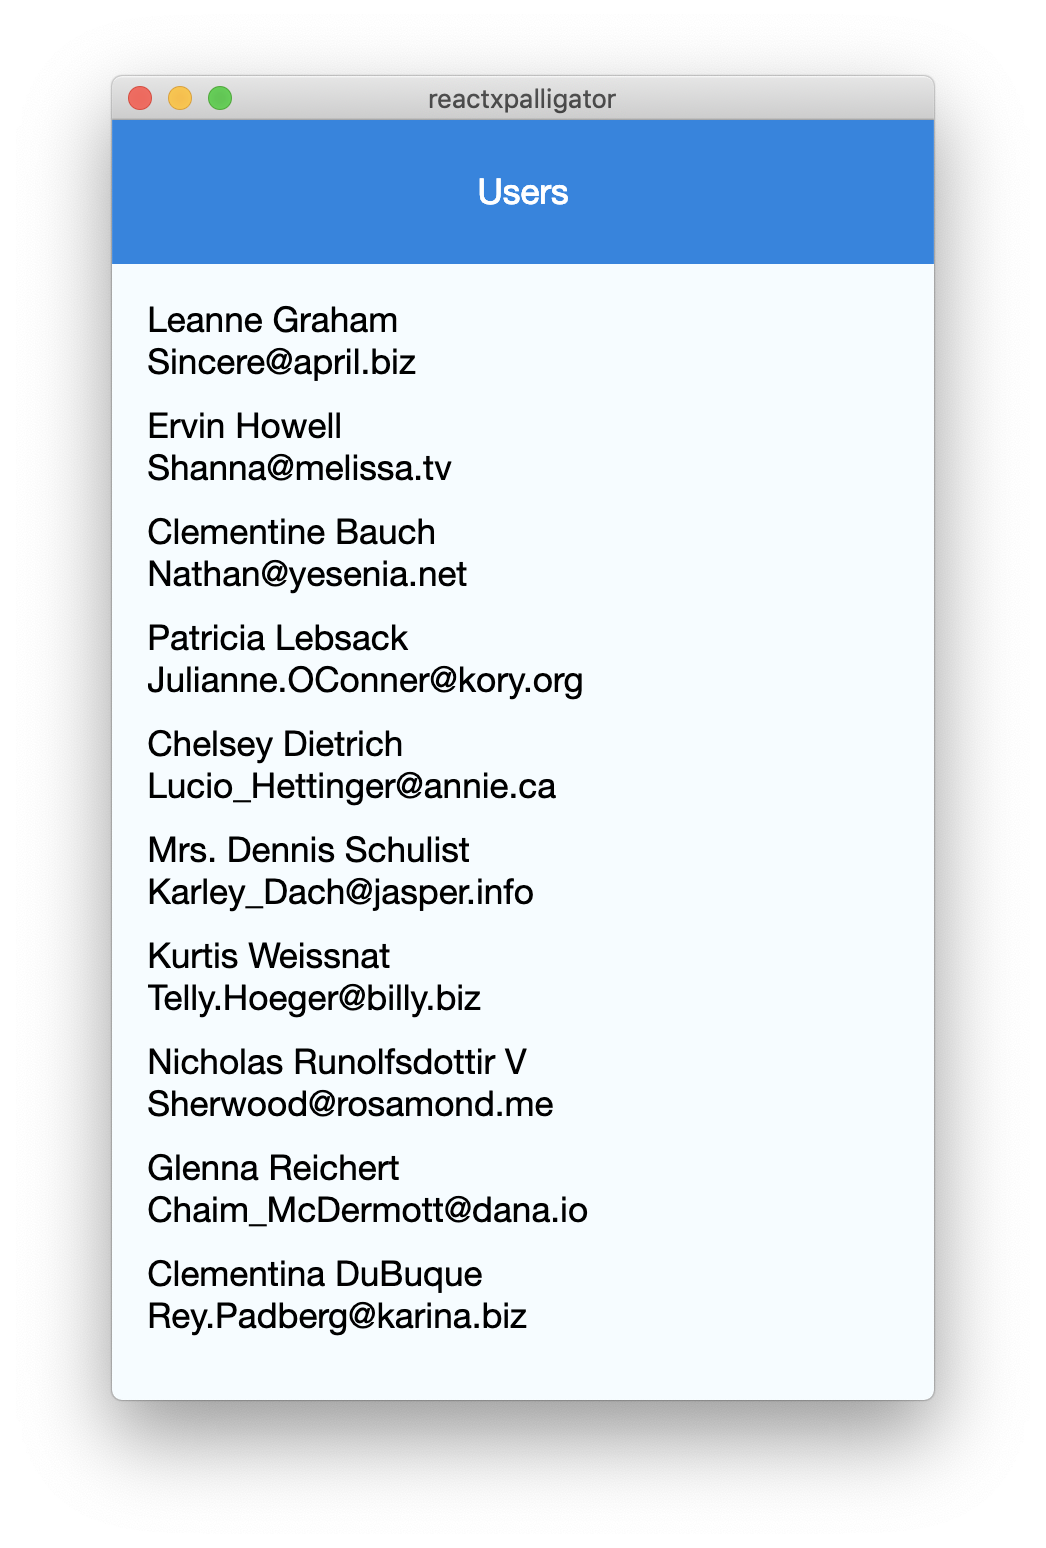 reactxpalligator
Users
Leanne Graham
Sincere@april.biz
Ervin Howell
Shanna@melissa.tv
Clementine Bauch
Nathan@yesenia.net
Patricia Lebsack
Julianne.OConner@kory.org
Chelsey Dietrich
Lucio_Hettinger@annie.ca
Mrs. Dennis Schulist
Karley_Dach@jasper.info
Kurtis Weissnat
Telly.Hoeger@billy.biz
Nicholas Runolfsdottir V
Sherwood@rosamond.me
Glenna Reichert
Chaim_McDermott@dana.io
Clementina DuBuque
Rey.Padberg@karina.biz